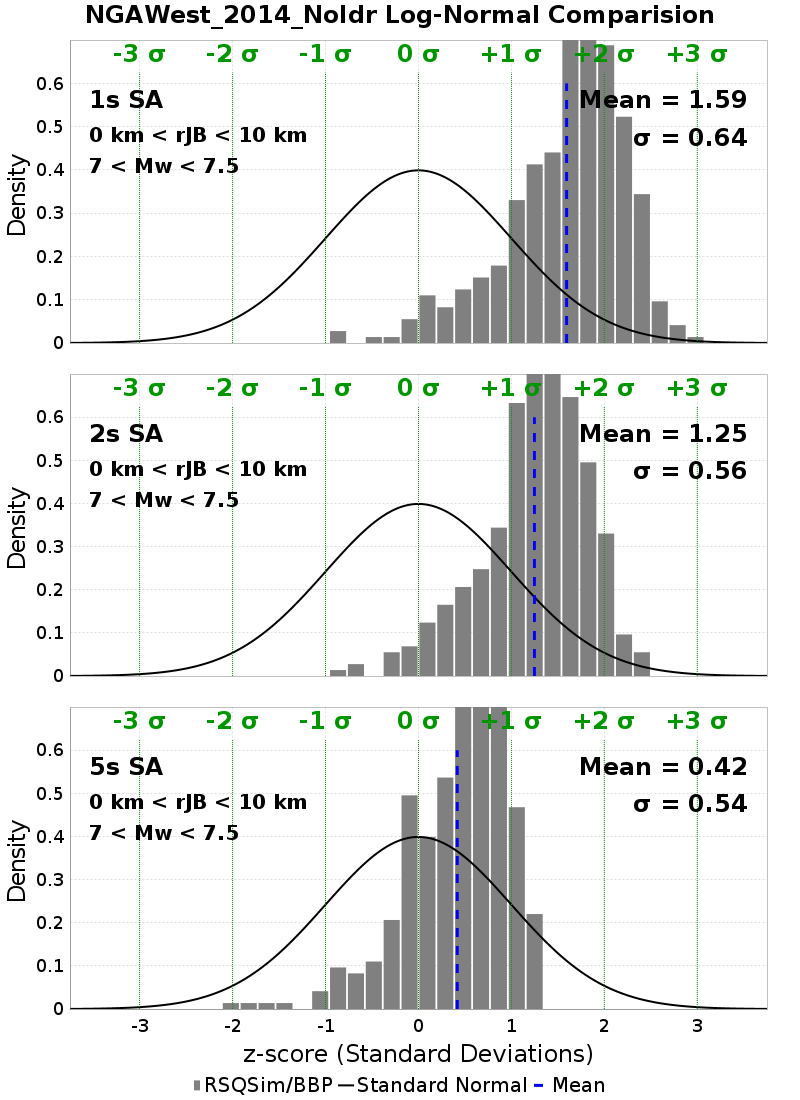 NGAWest_2014_NoIdr Log-Normal Comparision
-3 σ -2 σ -1 σ 0 σ +1 σ +2 σ +3 σ
1s SA
0 km < rJB < 10 km
7 < Mw < 7.5
Mean = 1.59
σ = 0.64
Density
0.6
0.5
0.4
0.3
0.2
0.1
0
-3 σ -2 σ -1 σ 0 σ +1 σ +2 σ +3 σ
2s SA
0 km < rJB < 10 km
7 < Mw < 7.5
Mean = 1.25
σ = 0.56
Density
0.6
0.5
0.4
0.3
0.2
0.1
0
-3 σ -2 σ -1 σ 0 σ +1 σ +2 σ +3 σ
5s SA
0 km < rJB < 10 km
7 < Mw < 7.5
Mean = 0.42
σ = 0.54
Density
0.6
0.5
0.4
0.3
0.2
0.1
0
-3 -2 -1 0 1 2 3
z-score (Standard Deviations)
RSQSim/BBP Standard Normal Mean